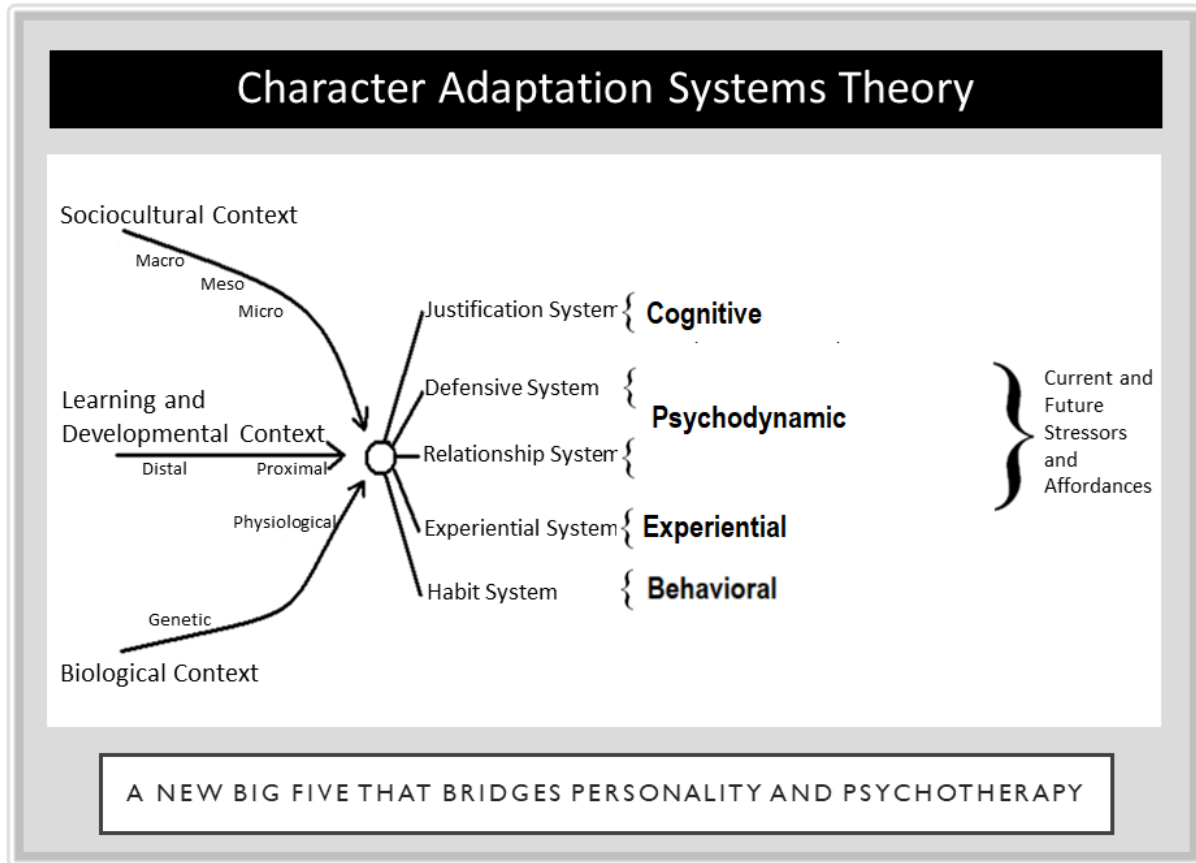 Character Adaptation Systems Theory
Sociocultural Context
Macro
Meso
Micro
Learning and
Developmental Context
Distal
Proximal
Physiological
Genetic
Biological Context
Justification System
Cognitive
Defensive System
Psychodynamic
Relationship System
Experiential System
Experiential
Habit System
Behavioral
Current and
Future
Stressors
and
Affordances
A NEW BIG FIVE THAT BRIDGES PERSONALITY AND PSYCHOTHERAPY